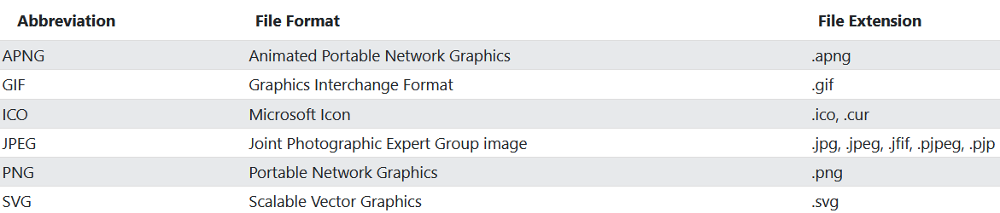 Abbreviation File Format File Extension
APNG Animated Portable Network Graphics .apng
GIF Graphics Interchange Format .gif
ICO Microsoft Icon .ico, .cur
JPEG Joint Photographic Expert Group image .jpg, .jpeg, .jfif, .pjpeg, .pjp
PNG Portable Network Graphics .png
SVG Scalable Vector Graphics .svg